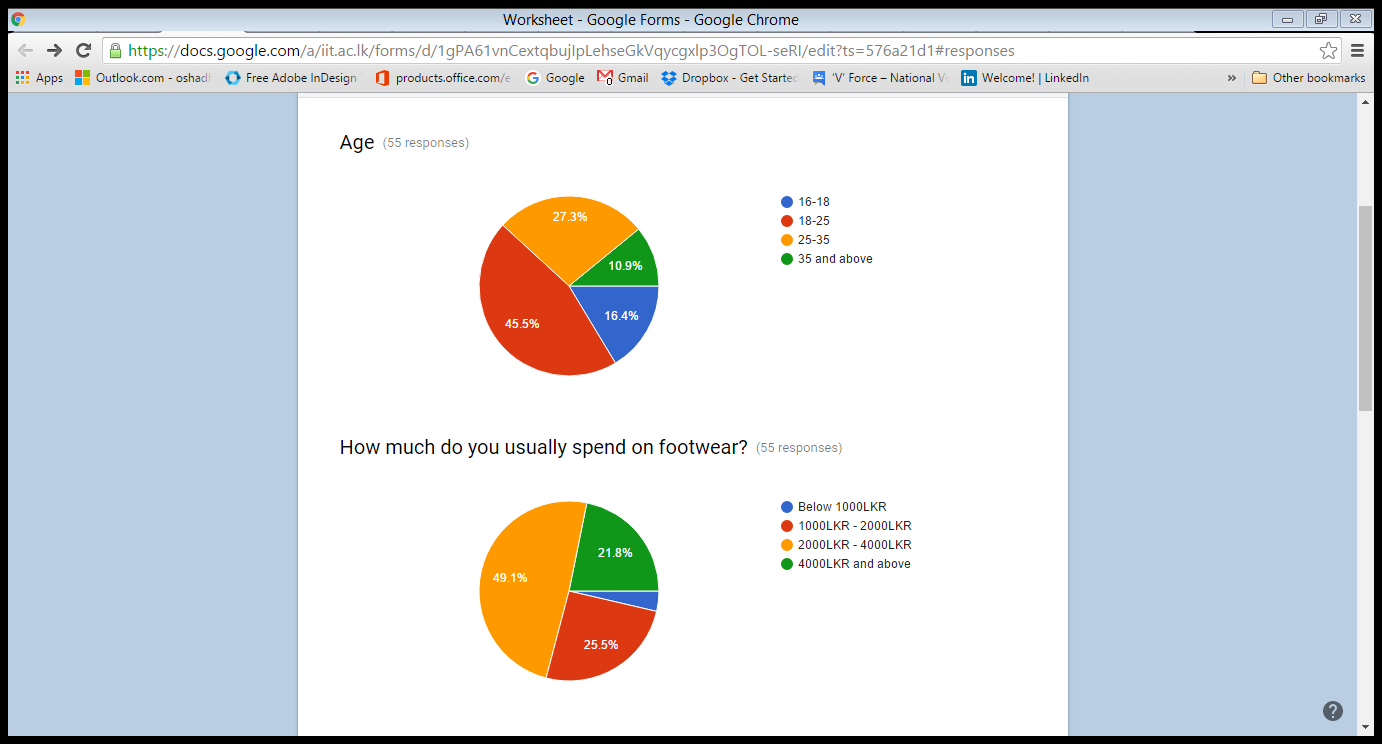 Worksheet - Google Forms - Google Chrome
https://docs.google.com/a/iit.ac.lk/forms/d/1gPA61vnCextqbujIpLehseGkVqycgxlp3OgTOL-seRI/edit?ts=576a21d1#responses
Apps Outlook.com - oshad Free Adobe InDesign products.office.com/e Google Gmail Dropbox - Get Started 'V' Force – National V Welcome! | LinkedIn » Other bookmarks
Age (55 responses)
27.3%
10.9%
16.4%
45.5%
16-18
18-25
25-35
35 and above
How much do you usually spend on footwear? (55 responses)
21.8%
49.1%
25.5%
Below 1000LKR
1000LKR - 2000LKR
2000LKR - 4000LKR
4000LKR and above
?